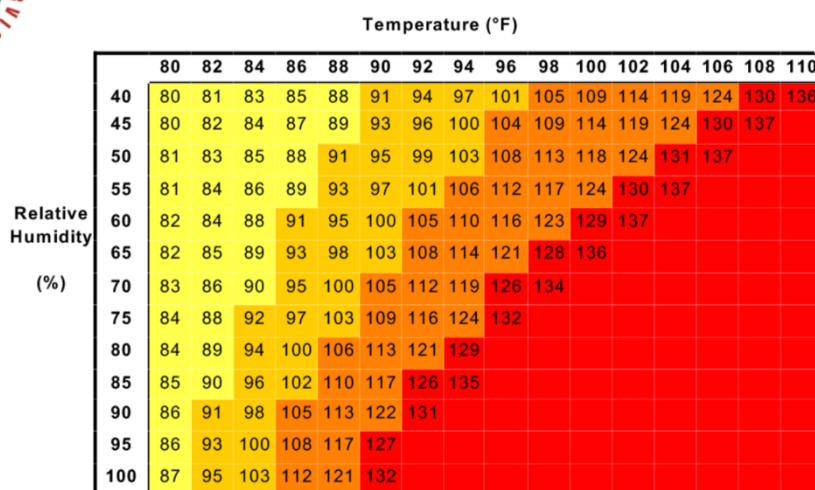 Temperature (°F)
80 82 84 86 88 90 92 94 96 98 100 102 104 106 108 110
40 80 81 83 85 88 91 94 97 101 105 109 114 119 124 130 136
45 80 82 84 87 89 93 96 100 104 109 114 119 124 130 137
50 81 83 85 88 91 95 99 103 108 113 118 124 131 137
55 81 84 86 89 93 97 101 106 112 117 124 130 137
Relative
Humidity
(%)
60 82 84 88 91 95 100 105 110 116 123 129 137
65 82 85 89 93 98 103 108 114 121 128 136
70 83 86 90 95 100 105 112 119 126 134
75 84 88 92 97 103 109 116 124 132
80 84 89 94 100 106 113 121 129
85 85 90 96 102 110 117 126 135
90 86 91 98 105 113 122 131
95 86 93 100 108 117 127
100 87 95 103 112 121 132